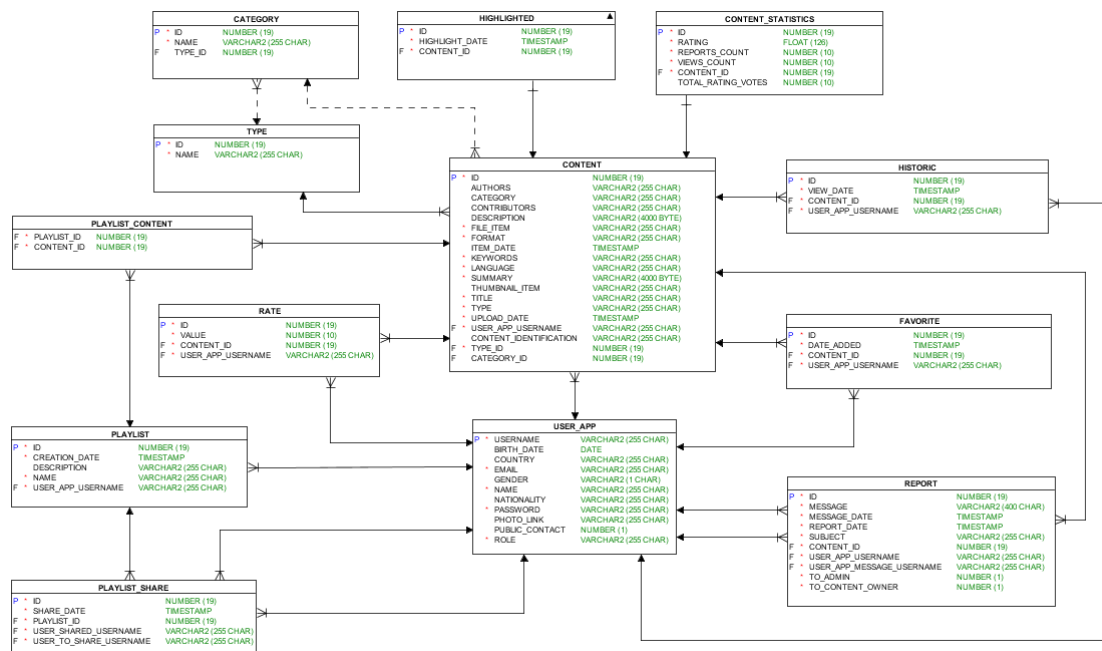 CATEGORY
P * ID NUMBER (19)
* NAME VARCHAR2 (255 CHAR)
F TYPE_ID NUMBER (19)
HIGHLIGHTED
P * ID NUMBER (19)
* HIGHLIGHT_DATE TIMESTAMP
F * CONTENT_ID NUMBER (19)
CONTENT_STATISTICS
P * ID NUMBER (19)
* RATING FLOAT (126)
* REPORTS_COUNT NUMBER (10)
* VIEWS_COUNT NUMBER (10)
F * CONTENT_ID NUMBER (19)
TOTAL_RATING_VOTES NUMBER (10)
TYPE
P * ID NUMBER (19)
* NAME VARCHAR2 (255 CHAR)
CONTENT
P * ID NUMBER (19)
AUTHORS VARCHAR2 (255 CHAR)
CATEGORY VARCHAR2 (255 CHAR)
CONTRIBUTORS VARCHAR2 (255 CHAR)
DESCRIPTION VARCHAR2 (4000 BYTE)
* FILE_ITEM VARCHAR2 (255 CHAR)
* FORMAT VARCHAR2 (255 CHAR)
ITEM_DATE TIMESTAMP
* KEYWORDS VARCHAR2 (255 CHAR)
* LANGUAGE VARCHAR2 (255 CHAR)
* SUMMARY VARCHAR2 (4000 BYTE)
THUMBNAIL_ITEM VARCHAR2 (255 CHAR)
* TITLE VARCHAR2 (255 CHAR)
* TYPE VARCHAR2 (255 CHAR)
* UPLOAD_DATE TIMESTAMP
F * USER_APP_USERNAME VARCHAR2 (255 CHAR)
CONTENT_IDENTIFICATION VARCHAR2 (255 CHAR)
F * TYPE_ID NUMBER (19)
F CATEGORY_ID NUMBER (19)
HISTORIC
P * ID NUMBER (19)
* VIEW_DATE TIMESTAMP
F * CONTENT_ID NUMBER (19)
F * USER_APP_USERNAME VARCHAR2 (255 CHAR)
PLAYLIST_CONTENT
F * PLAYLIST_ID NUMBER (19)
F * CONTENT_ID NUMBER (19)
RATE
P * ID NUMBER (19)
* VALUE NUMBER (10)
F * CONTENT_ID NUMBER (19)
F * USER_APP_USERNAME VARCHAR2 (255 CHAR)
FAVORITE
P * ID NUMBER (19)
* DATE_ADDED TIMESTAMP
F * CONTENT_ID NUMBER (19)
F * USER_APP_USERNAME VARCHAR2 (255 CHAR)
PLAYLIST
P * ID NUMBER (19)
* CREATION_DATE TIMESTAMP
DESCRIPTION VARCHAR2 (255 CHAR)
* NAME VARCHAR2 (255 CHAR)
F * USER_APP_USERNAME VARCHAR2 (255 CHAR)
USER_APP
P * USERNAME VARCHAR2 (255 CHAR)
BIRTH_DATE DATE
COUNTRY VARCHAR2 (255 CHAR)
* EMAIL VARCHAR2 (255 CHAR)
GENDER VARCHAR2 (1 CHAR)
* NAME VARCHAR2 (255 CHAR)
NATIONALITY VARCHAR2 (255 CHAR)
* PASSWORD VARCHAR2 (255 CHAR)
PHOTO_LINK VARCHAR2 (255 CHAR)
PUBLIC_CONTACT NUMBER (1)
* ROLE VARCHAR2 (255 CHAR)
REPORT
P * ID NUMBER (19)
* MESSAGE VARCHAR2 (400 CHAR)
* MESSAGE_DATE TIMESTAMP
* REPORT_DATE TIMESTAMP
* SUBJECT VARCHAR2 (255 CHAR)
F * CONTENT_ID NUMBER (19)
F * USER_APP_USERNAME VARCHAR2 (255 CHAR)
F * USER_APP_MESSAGE_USERNAME VARCHAR2 (255 CHAR)
* TO_ADMIN NUMBER (1)
* TO_CONTENT_OWNER NUMBER (1)
PLAYLIST_SHARE
P * ID NUMBER (19)
* SHARE_DATE TIMESTAMP
F * PLAYLIST_ID NUMBER (19)
F * USER_SHARED_USERNAME VARCHAR2 (255 CHAR)
F * USER_TO_SHARE_USERNAME VARCHAR2 (255 CHAR)